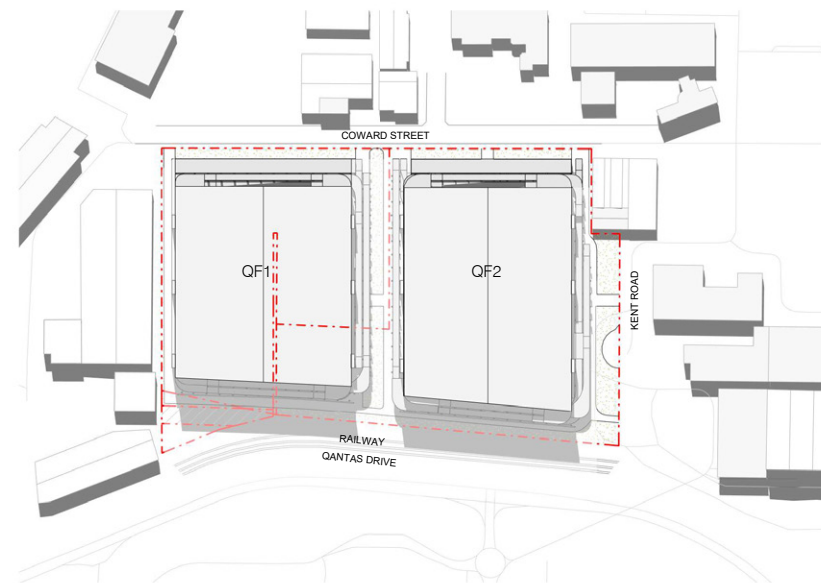 COWARD STREET
QF1
QF2
KENT ROAD
RAILWAY
QANTAS DRIVE